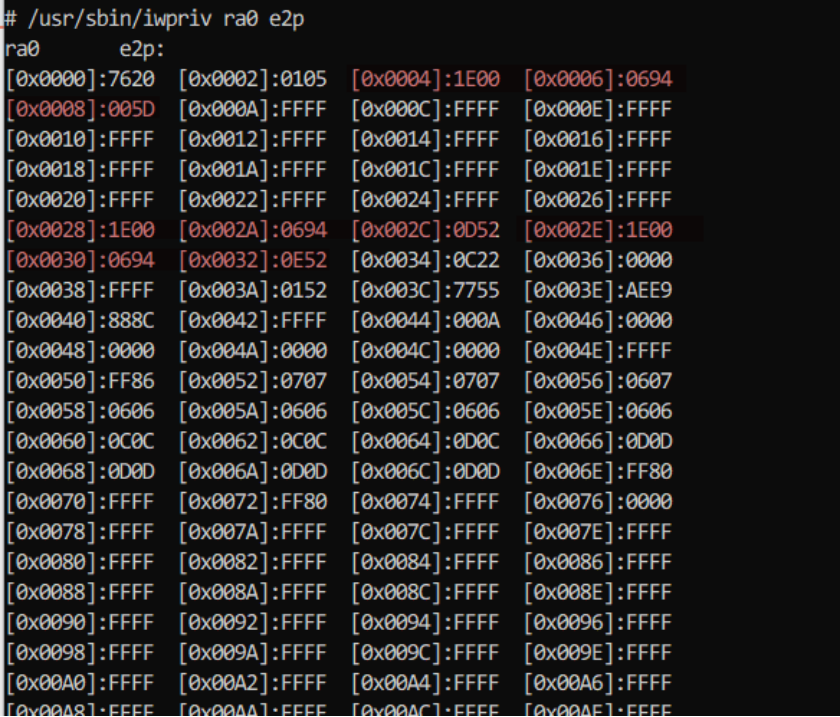 # /usr/sbin/iwpriv ra0 e2p
ra0       e2p:
[0x0000]:7620  [0x0002]:0105  [0x0004]:1E00  [0x0006]:0694
[0x0008]:005D  [0x000A]:FFFF  [0x000C]:FFFF  [0x000E]:FFFF
[0x0010]:FFFF  [0x0012]:FFFF  [0x0014]:FFFF  [0x0016]:FFFF
[0x0018]:FFFF  [0x001A]:FFFF  [0x001C]:FFFF  [0x001E]:FFFF
[0x0020]:FFFF  [0x0022]:FFFF  [0x0024]:FFFF  [0x0026]:FFFF
[0x0028]:1E00  [0x002A]:0694  [0x002C]:0D52  [0x002E]:1E00
[0x0030]:0694  [0x0032]:0E52  [0x0034]:0C22  [0x0036]:0000
[0x0038]:FFFF  [0x003A]:0152  [0x003C]:7755  [0x003E]:AEE9
[0x0040]:888C  [0x0042]:FFFF  [0x0044]:000A  [0x0046]:0000
[0x0048]:0000  [0x004A]:0000  [0x004C]:0000  [0x004E]:FFFF
[0x0050]:FF86  [0x0052]:0707  [0x0054]:0707  [0x0056]:0607
[0x0058]:0606  [0x005A]:0606  [0x005C]:0606  [0x005E]:0606
[0x0060]:0C0C  [0x0062]:0C0C  [0x0064]:0D0C  [0x0066]:0D0D
[0x0068]:0D0D  [0x006A]:0D0D  [0x006C]:0D0D  [0x006E]:FF80
[0x0070]:FFFF  [0x0072]:FF80  [0x0074]:FFFF  [0x0076]:0000
[0x0078]:FFFF  [0x007A]:FFFF  [0x007C]:FFFF  [0x007E]:FFFF
[0x0080]:FFFF  [0x0082]:FFFF  [0x0084]:FFFF  [0x0086]:FFFF
[0x0088]:FFFF  [0x008A]:FFFF  [0x008C]:FFFF  [0x008E]:FFFF
[0x0090]:FFFF  [0x0092]:FFFF  [0x0094]:FFFF  [0x0096]:FFFF
[0x0098]:FFFF  [0x009A]:FFFF  [0x009C]:FFFF  [0x009E]:FFFF
[0x00A0]:FFFF  [0x00A2]:FFFF  [0x00A4]:FFFF  [0x00A6]:FFFF
[0x00A8]:FFFF  [0x00AA]:FFFF  [0x00AC]:FFFF  [0x00AE]:FFFF